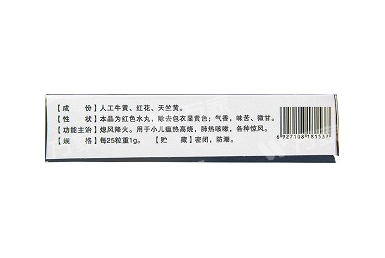 【成 份】人工牛黄、红花、天竺黄。
【性 状】本品为红色水丸，除去包衣显黄色；气香，味苦、微甘。
【功能主治】熄风降火。用于小儿瘟热高烧，肺热咳嗽，各种惊风。
【规 格】每25粒重1g。【贮 藏】密闭，防潮。
6927108181537